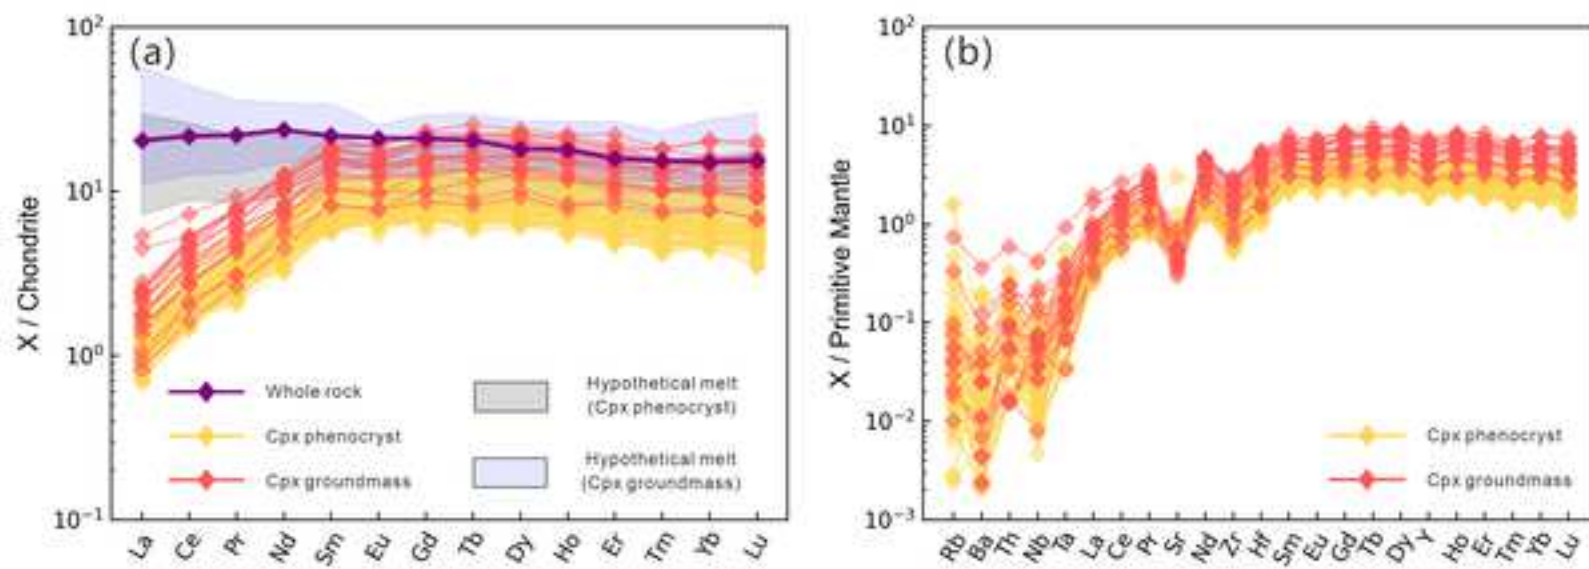 (a)
X / Chondrite
10²
10¹
10⁰
10⁻¹
Whole rock
Cpx phenocryst
Cpx groundmass
Hypothetical melt
(Cpx phenocryst)
Hypothetical melt
(Cpx groundmass)
La Ce Pr Nd Sm Eu Gd Tb Dy Ho Er Tm Yb Lu
(b)
X / Primitive Mantle
10²
10¹
10⁰
10⁻¹
10⁻²
10⁻³
Cpx phenocryst
Cpx groundmass
Rb Ba Th Nb Ta La Ce Pr Sr Nd Zr Hf Sm Eu Gd Tb Dy Y Ho Er Tm Yb Lu